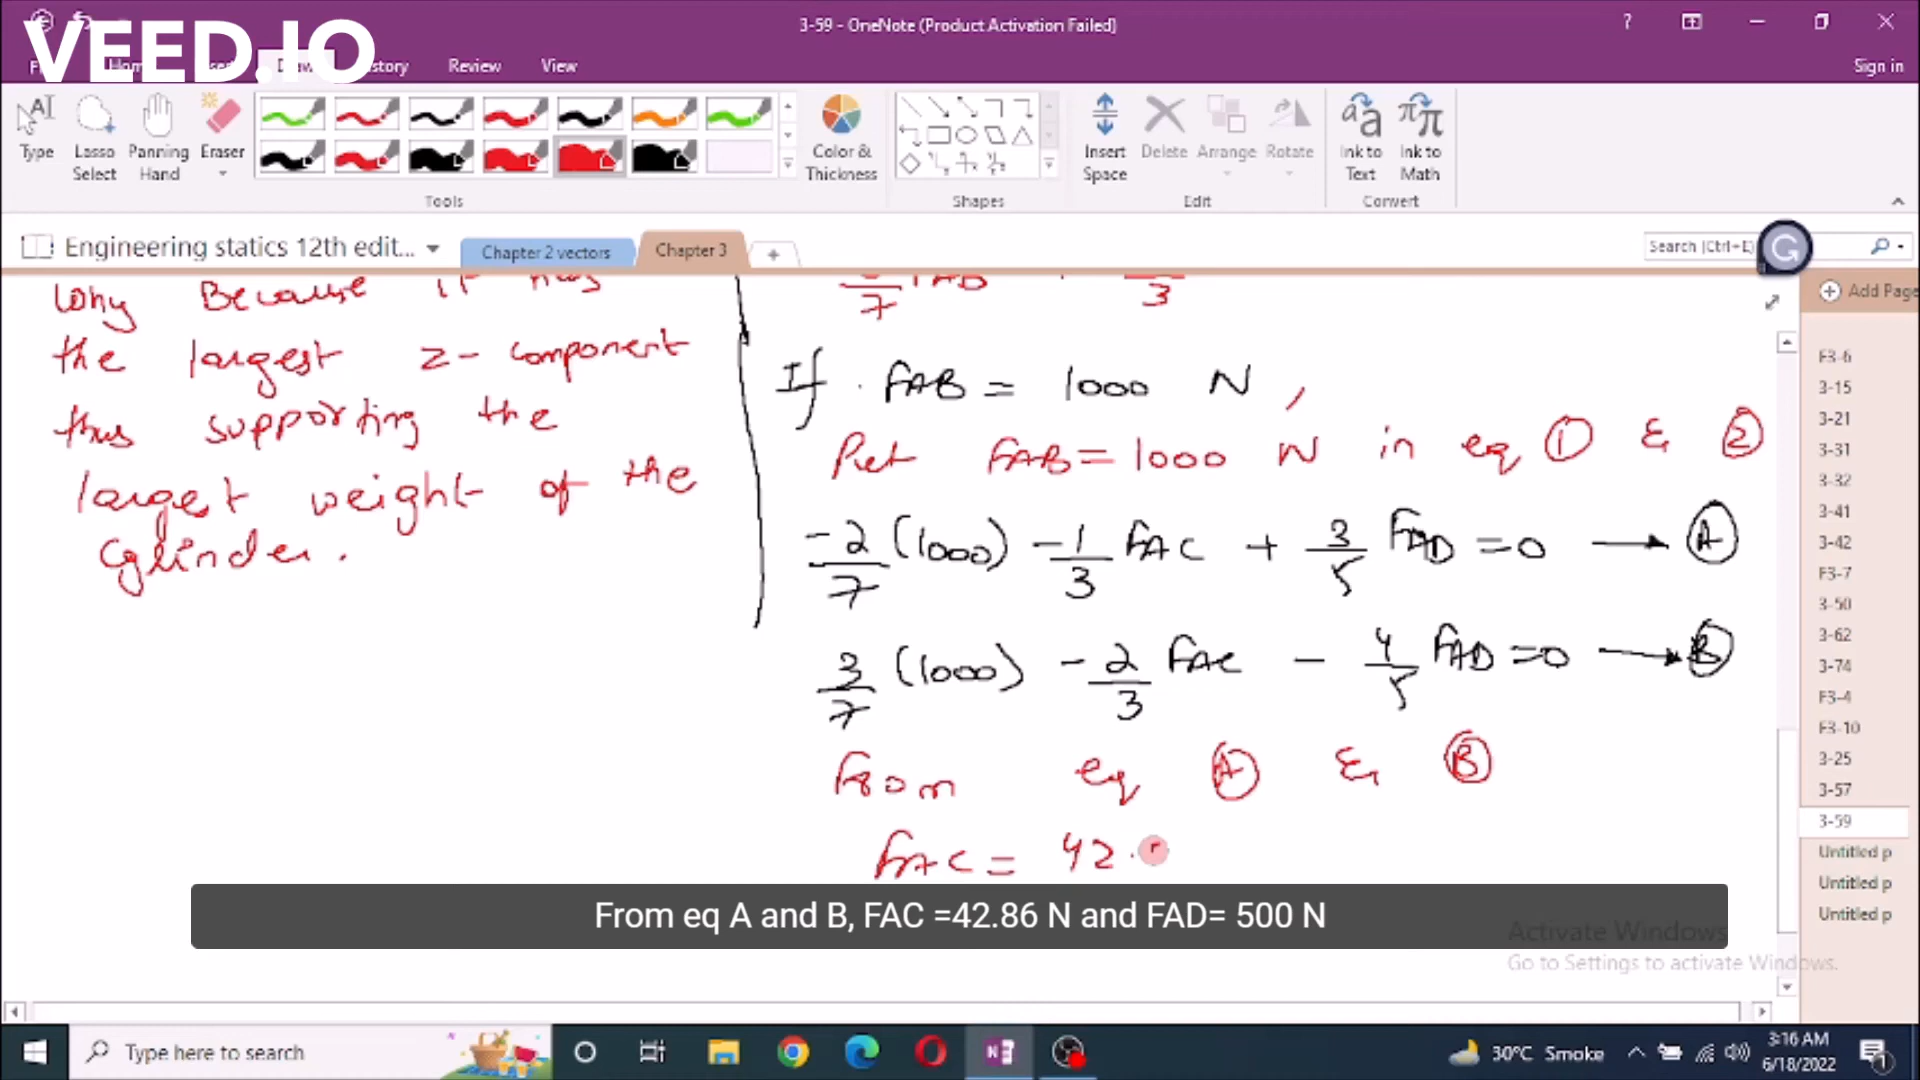 3-59 - OneNote (Product Activation Failed)
VEED.IO
Review
View
Sign in
Type
Lasso Select
Panning Hand
Eraser
Color & Thickness
Insert Space
Delete
Arrange
Rotate
Ink to Text
Ink to Math
Tools
Shapes
Edit
Convert
Engineering statics 12th edit...
Chapter 2 vectors
Chapter 3
Search (Ctrl+E)
Add Page
Why Because it has
the largest z-component
thus supporting the
largest weight of the
cylinder.
7 FAD
3
If FAB = 1000 N,
Put FAB = 1000 N in eq ① & ②
-2/7 (1000) - 1/3 FAC + 3/5 FAD = 0 → Ⓐ
3/7 (1000) - 2/3 FAC - 4/5 FAD = 0 → Ⓑ
From eq Ⓐ & Ⓑ
FAC = 42.
From eq A and B, FAC =42.86 N and FAD= 500 N
F3-6
3-15
3-21
3-31
3-32
3-41
3-42
F3-7
3-50
3-62
3-74
F3-4
F3-10
3-25
3-57
3-59
Untitled p
Untitled p
Untitled p
Activate Windows
Go to Settings to activate Windows.
Type here to search
30°C Smoke
3:16 AM
6/18/2022